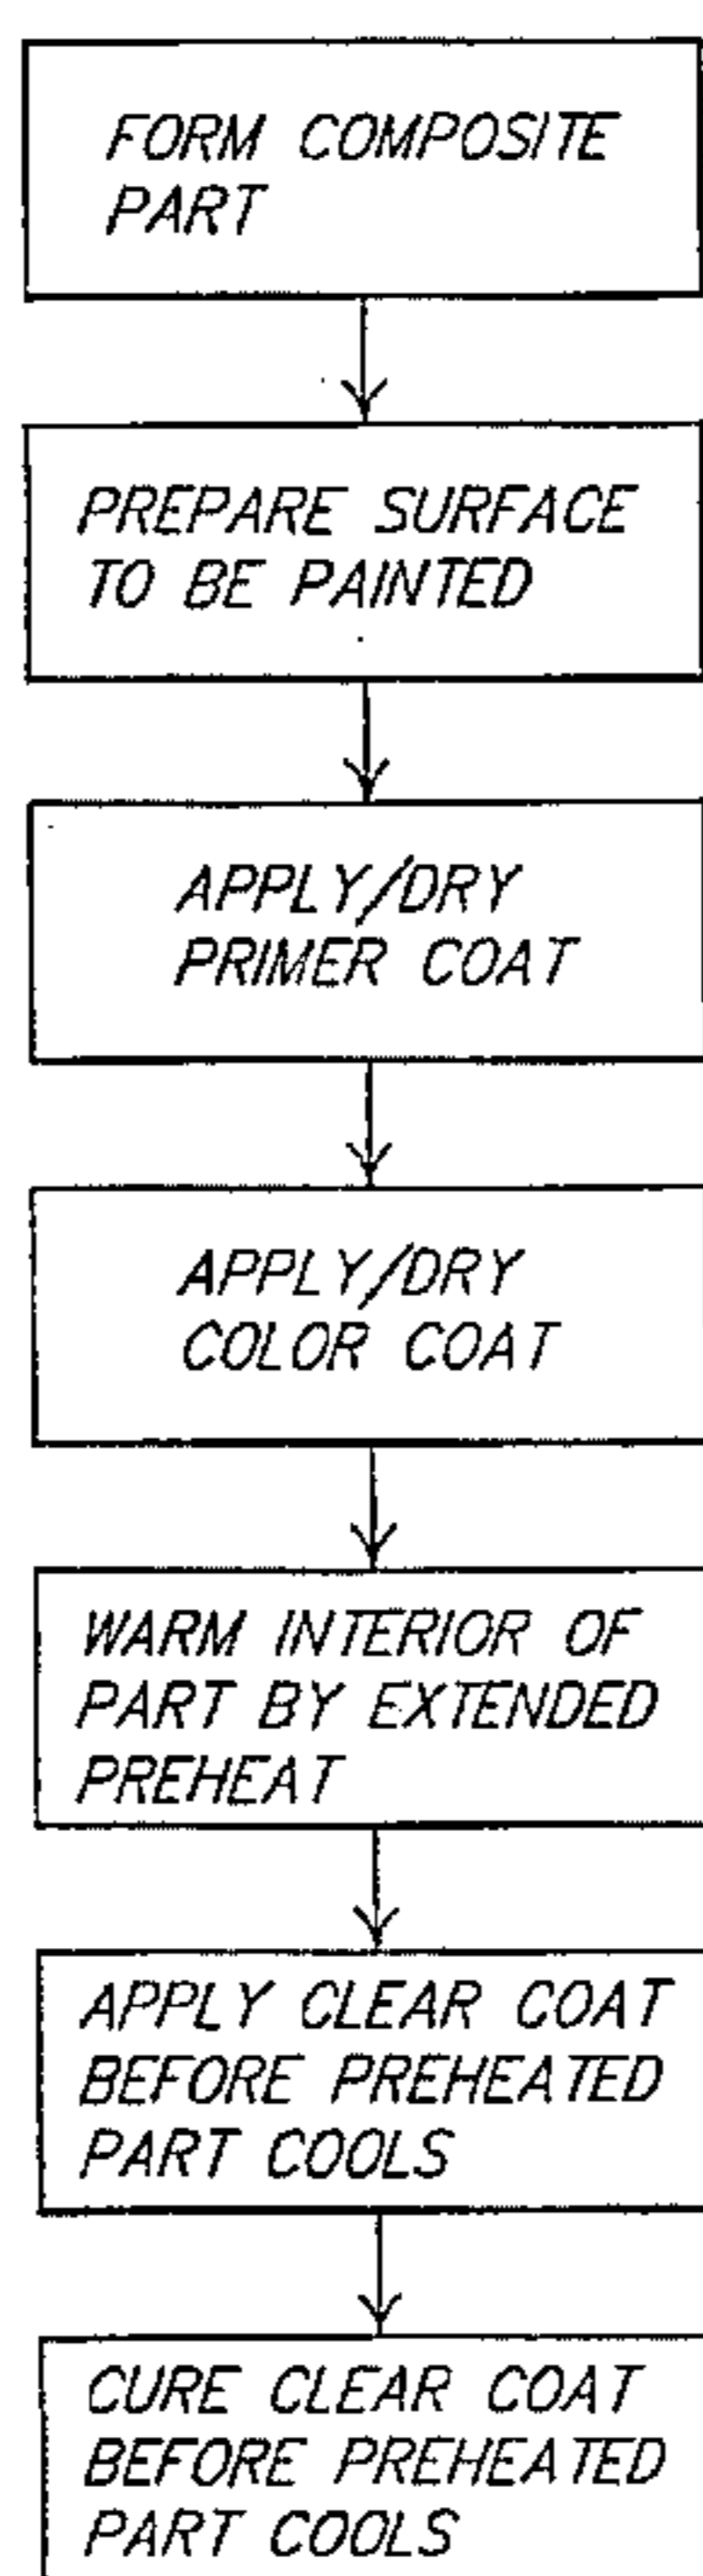 FORM COMPOSITE
PART
PREPARE SURFACE
TO BE PAINTED
APPLY/DRY
PRIMER COAT
APPLY/DRY
COLOR COAT
WARM INTERIOR OF
PART BY EXTENDED
PREHEAT
APPLY CLEAR COAT
BEFORE PREHEATED
PART COOLS
CURE CLEAR COAT
BEFORE PREHEATED
PART COOLS